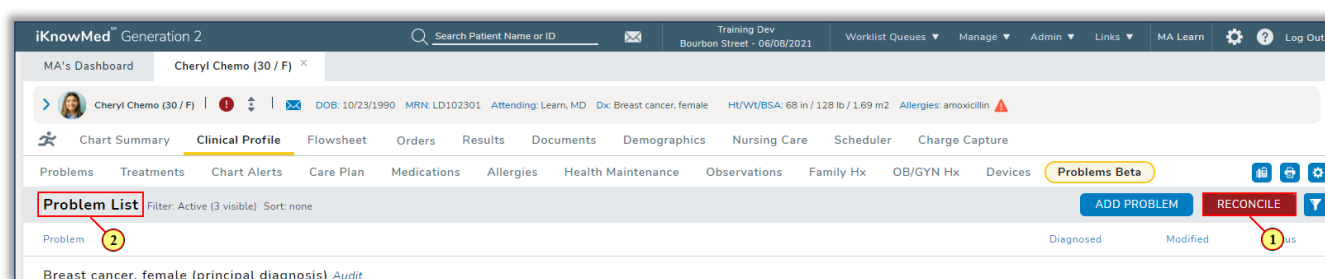 iKnowMed™ Generation 2 Search Patient Name or ID Training Dev Worklist Queues ▼ Manage ▼ Admin ▼ Links ▼ MA Learn Log Out
Bourbon Street - 06/08/2021
MA's Dashboard Cheryl Chemo (30 / F) ×
Cheryl Chemo (30 / F) DOB: 10/23/1990 MRN: LD102301 Attending: Learn, MD Dx: Breast cancer, female Ht/Wt/BSA: 68 in / 128 lb / 1.69 m2 Allergies: amoxicillin
Chart Summary Clinical Profile Flowsheet Orders Results Documents Demographics Nursing Care Scheduler Charge Capture
Problems Treatments Chart Alerts Care Plan Medications Allergies Health Maintenance Observations Family Hx OB/GYN Hx Devices Problems Beta
Problem List Filter: Active (3 visible) Sort: none ADD PROBLEM RECONCILE
Problem 2 Diagnosed Modified 1 us
Breast cancer, female (principal diagnosis) Audit